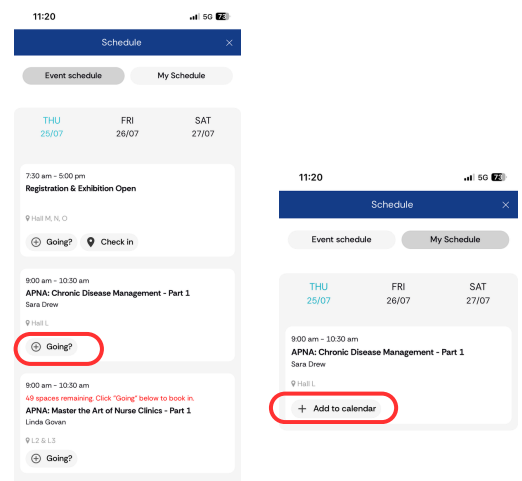 11:20
5G 73
Schedule
Event schedule
My Schedule
THU
FRI
SAT
25/07
26/07
27/07
7:30 am - 5:00 pm
Registration & Exhibition Open
Hall M, N, O
Going?
Check in
9:00 am - 10:30 am
APNA: Chronic Disease Management - Part 1
Sara Drew
Hall L
Going?
9:00 am - 10:30 am
49 spaces remaining. Click "Going" below to book in.
APNA: Master the Art of Nurse Clinics - Part 1
Linda Govan
L2 & L3
Going?
11:20
5G 73
Schedule
Event schedule
My Schedule
THU
FRI
SAT
25/07
26/07
27/07
9:00 am - 10:30 am
APNA: Chronic Disease Management - Part 1
Sara Drew
Hall L
Add to calendar